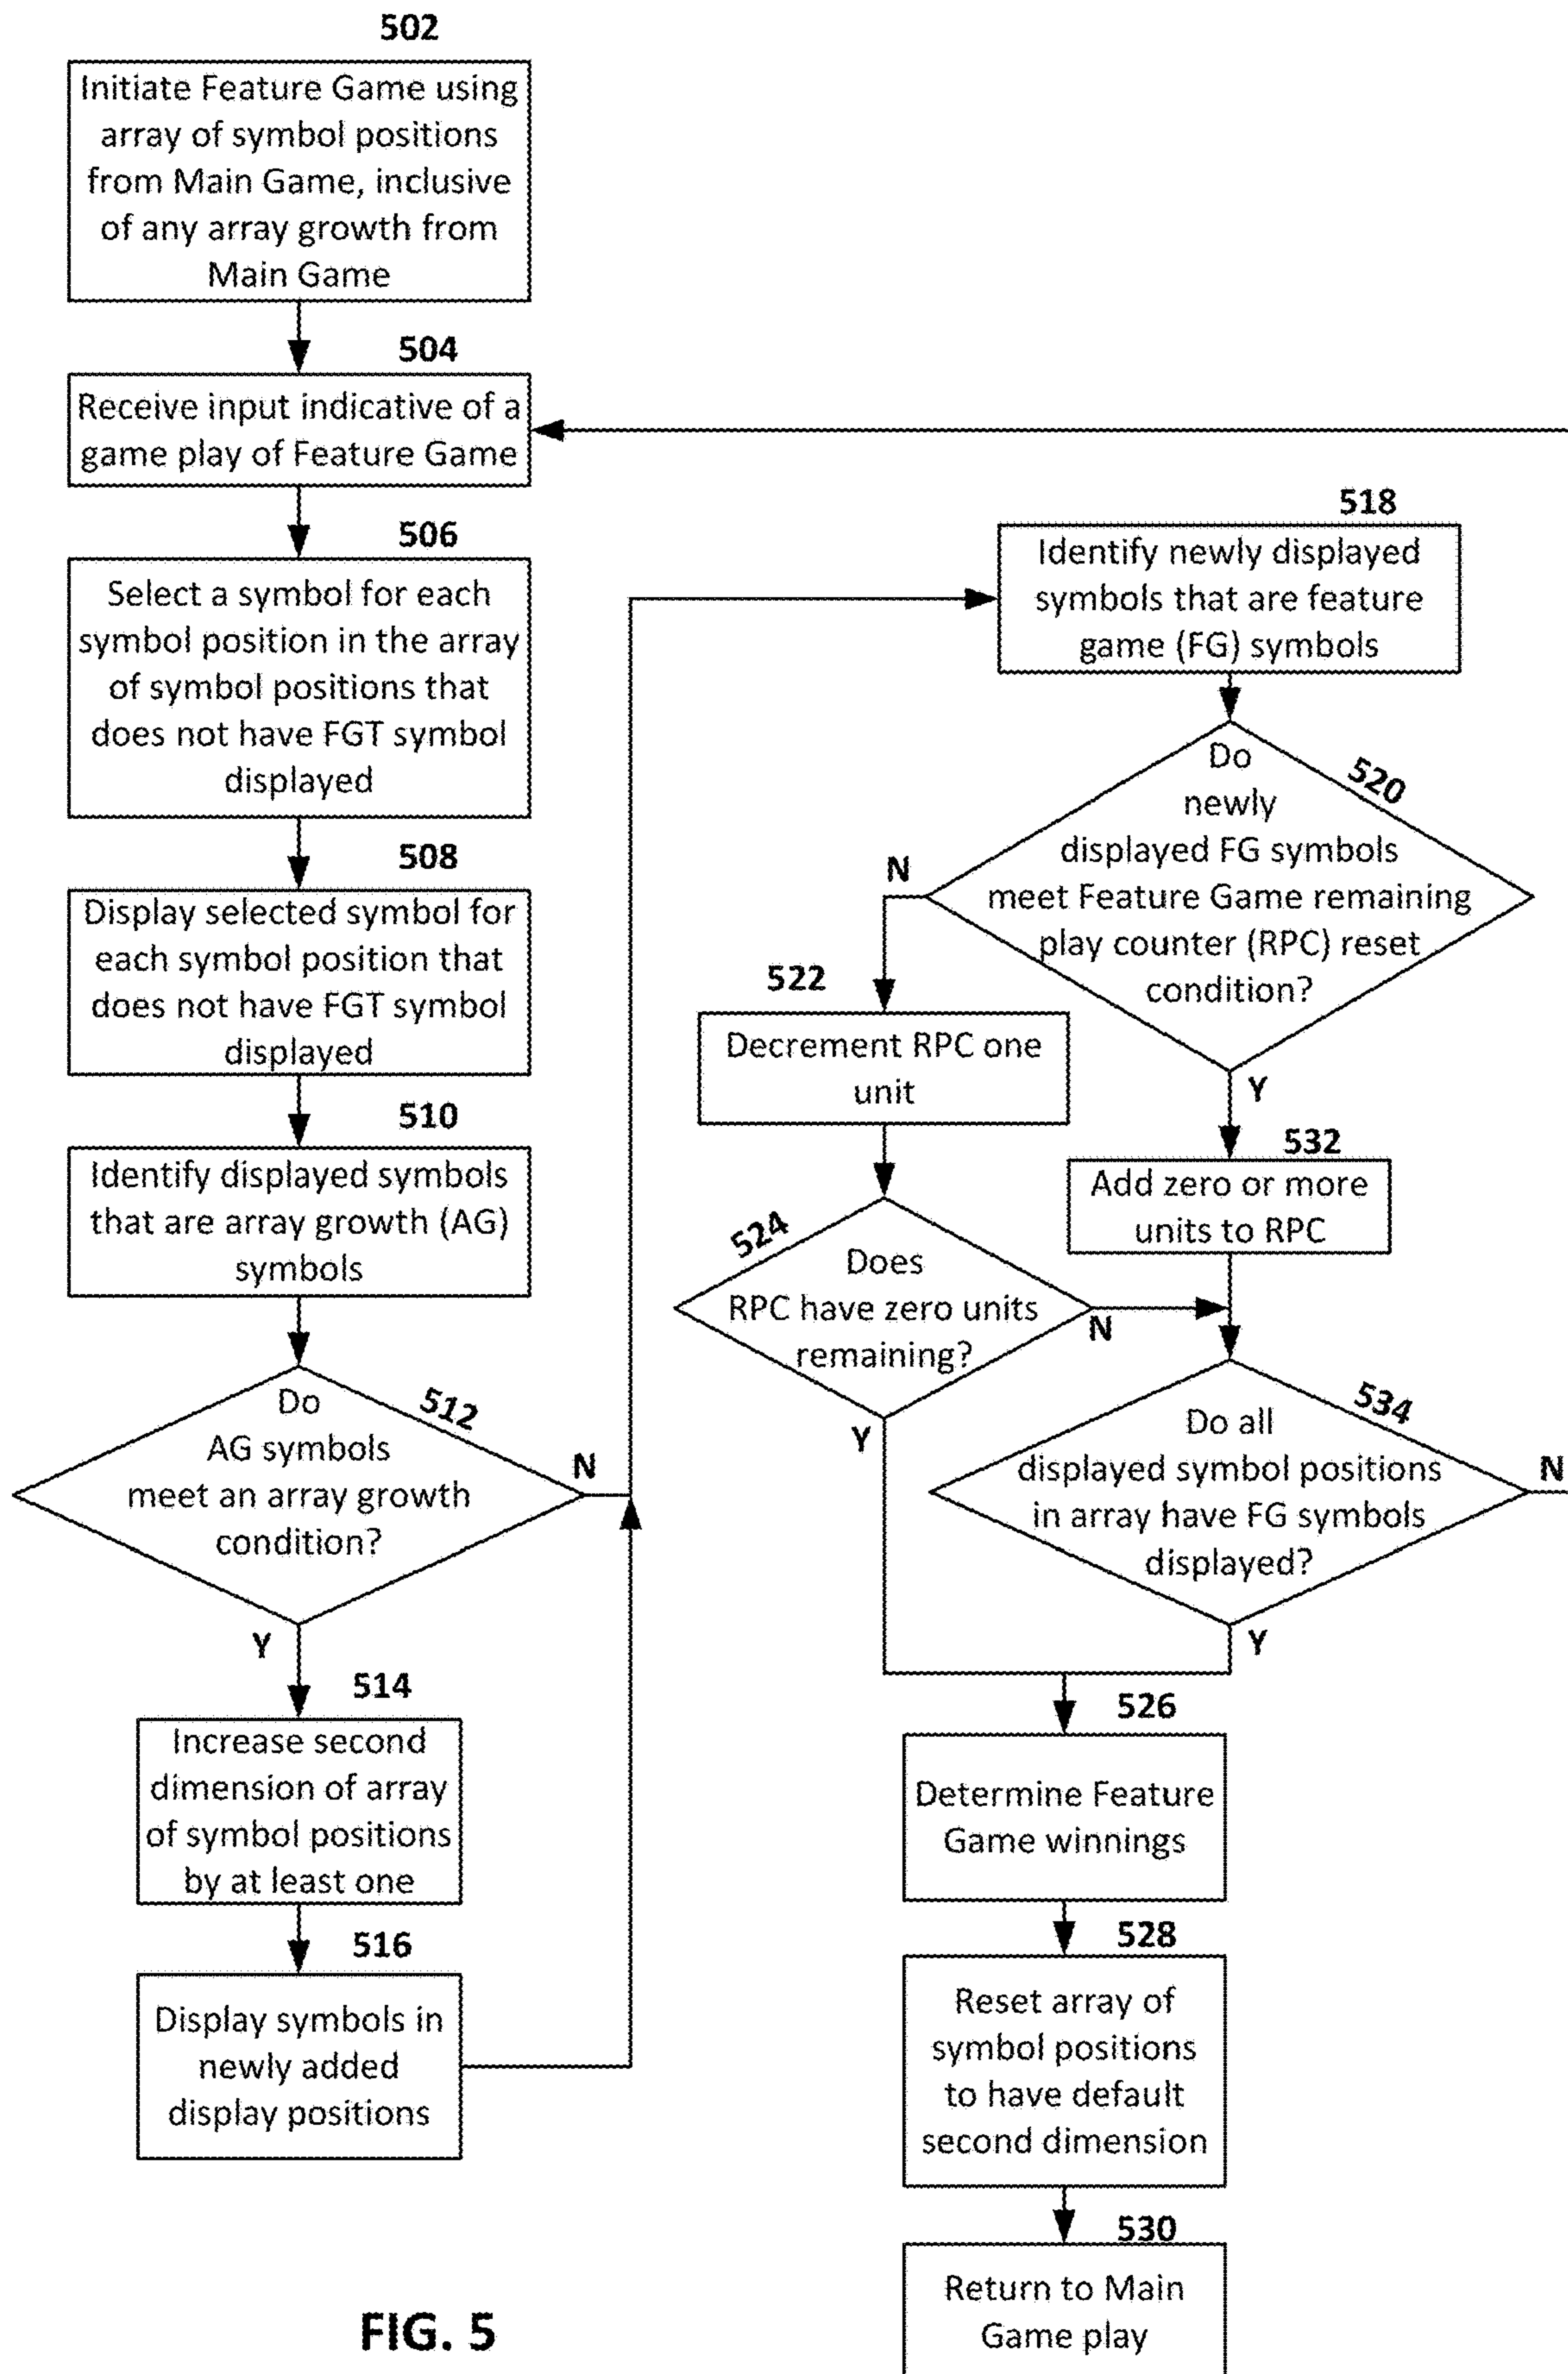 502
Initiate Feature Game using
array of symbol positions
from Main Game, inclusive
of any array growth from
Main Game
504
Receive input indicative of a
game play of Feature Game
506
Select a symbol for each
symbol position in the array
of symbol positions that
does not have FGT symbol
displayed
508
Display selected symbol for
each symbol position that
does not have FGT symbol
displayed
510
Identify displayed symbols
that are array growth (AG)
symbols
512
Do
AG symbols
meet an array growth
condition?
N
Y
514
Increase second
dimension of array
of symbol positions
by at least one
516
Display symbols in
newly added
display positions
518
Identify newly displayed
symbols that are feature
game (FG) symbols
520
Do
newly
displayed FG symbols
meet Feature Game remaining
play counter (RPC) reset
condition?
N
Y
522
Decrement RPC one
unit
532
Add zero or more
units to RPC
524
Does
RPC have zero units
remaining?
N
Y
534
Do all
displayed symbol positions
in array have FG symbols
displayed?
N
Y
526
Determine Feature
Game winnings
528
Reset array of
symbol positions
to have default
second dimension
530
Return to Main
Game play
FIG. 5